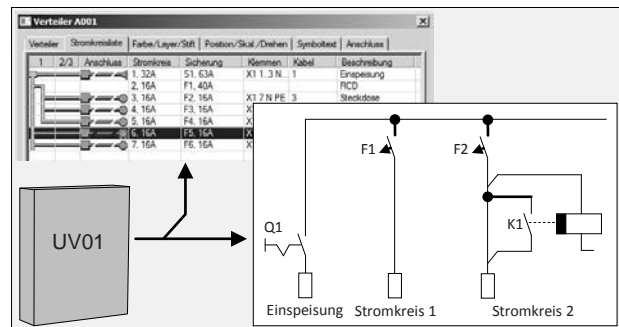 Verteiler A001
Verteiler Stromkreisliste Farbe/Layer/Stift Position/Skal./Drehen Symboltext Anschluss
1 2/3 Anschluss Stromkreis Sicherung Klemmen Kabel Beschreibung
1, 32A S1, 63A X1 1..3 N... 1 Einspeisung
2, 16A F1, 40A RCD
3, 16A F2, 16A X1 7 N PE 3 Steckdose
4, 16A F3, 16A
5, 16A F4, 16A
6, 16A F5, 16A
7, 16A F6, 16A
UV01
F1
F2
Q1
K1
Einspeisung Stromkreis 1 Stromkreis 2